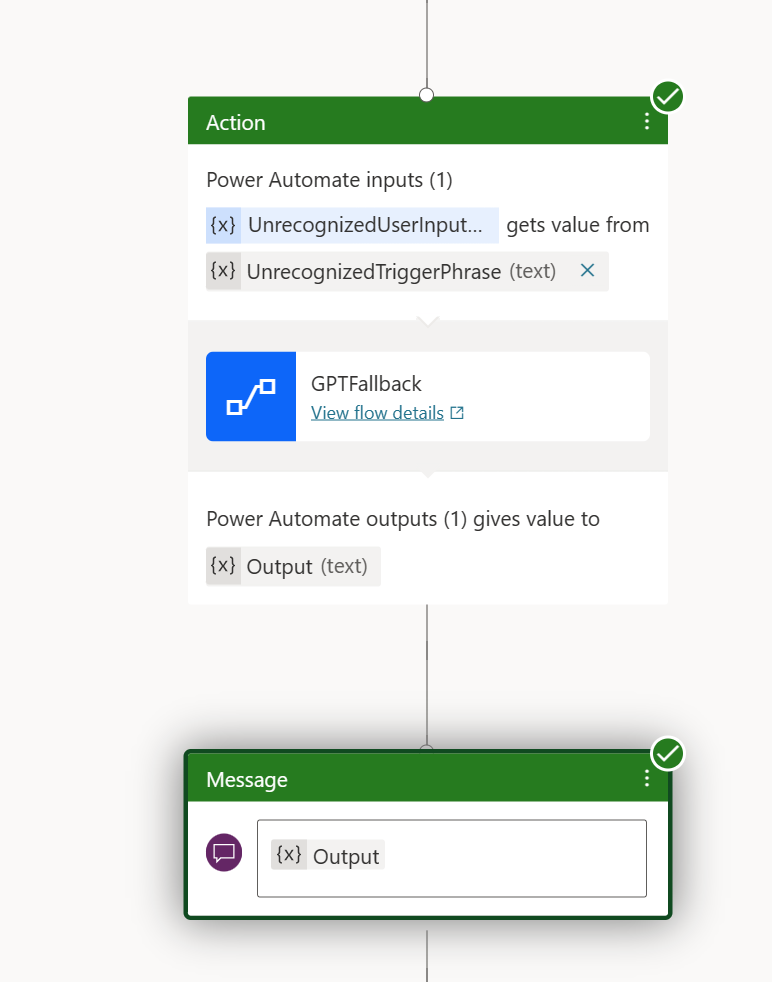 Action
Power Automate inputs (1)
{x} UnrecognizedUserInput... gets value from
{x} UnrecognizedTriggerPhrase (text)
GPTFallback
View flow details
Power Automate outputs (1) gives value to
{x} Output (text)
Message
{x} Output